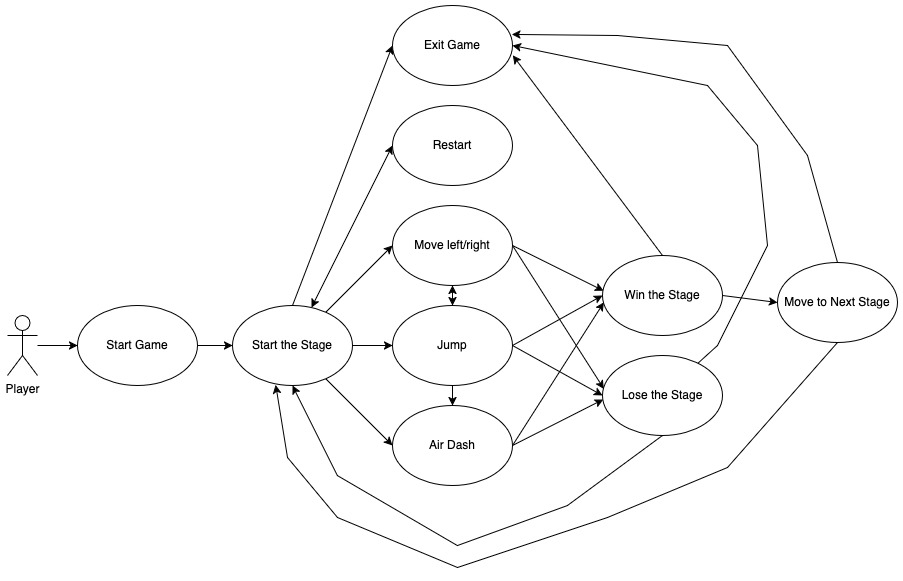 Exit Game
Restart
Move left/right
Win the Stage
Move to Next Stage
Start Game
Start the Stage
Jump
Player
Lose the Stage
Air Dash